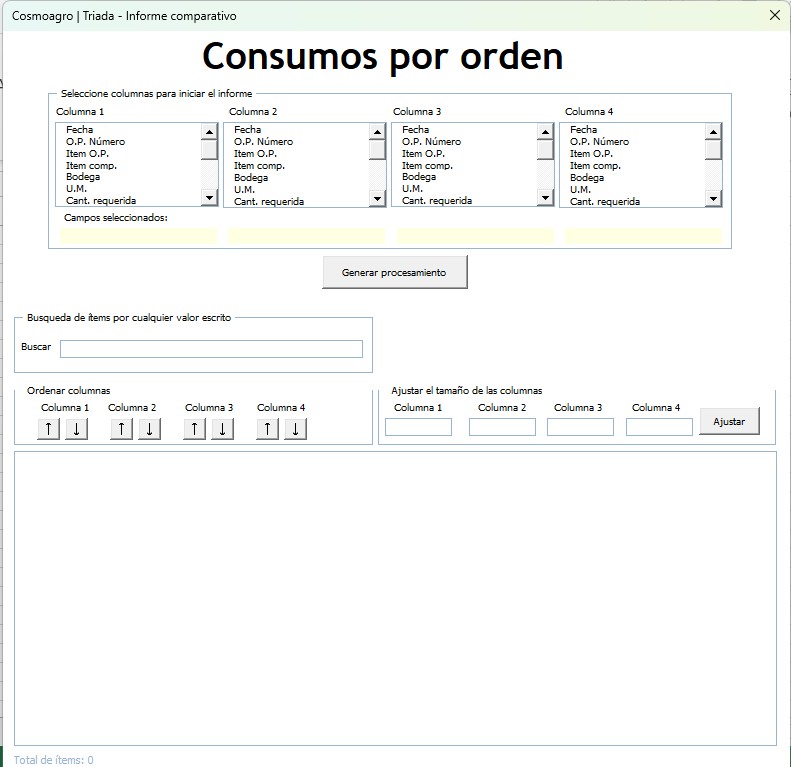 Cosmoagro | Triada - Informe comparativo
Consumos por orden
Seleccione columnas para iniciar el informe
Columna 1 Columna 2 Columna 3 Columna 4
Fecha Fecha Fecha Fecha
O.P. Número O.P. Número O.P. Número O.P. Número
Item O.P. Item O.P. Item O.P. Item O.P.
Item comp. Item comp. Item comp. Item comp.
Bodega Bodega Bodega Bodega
U.M. U.M. U.M. U.M.
Cant. requerida Cant. requerida Cant. requerida Cant. requerida
Campos seleccionados:
Generar procesamiento
Busqueda de ítems por cualquier valor escrito
Buscar
Ordenar columnas
Columna 1 Columna 2 Columna 3 Columna 4
↑ ↓ ↑ ↓ ↑ ↓ ↑ ↓
Ajustar el tamaño de las columnas
Columna 1 Columna 2 Columna 3 Columna 4
Ajustar
Total de ítems: 0